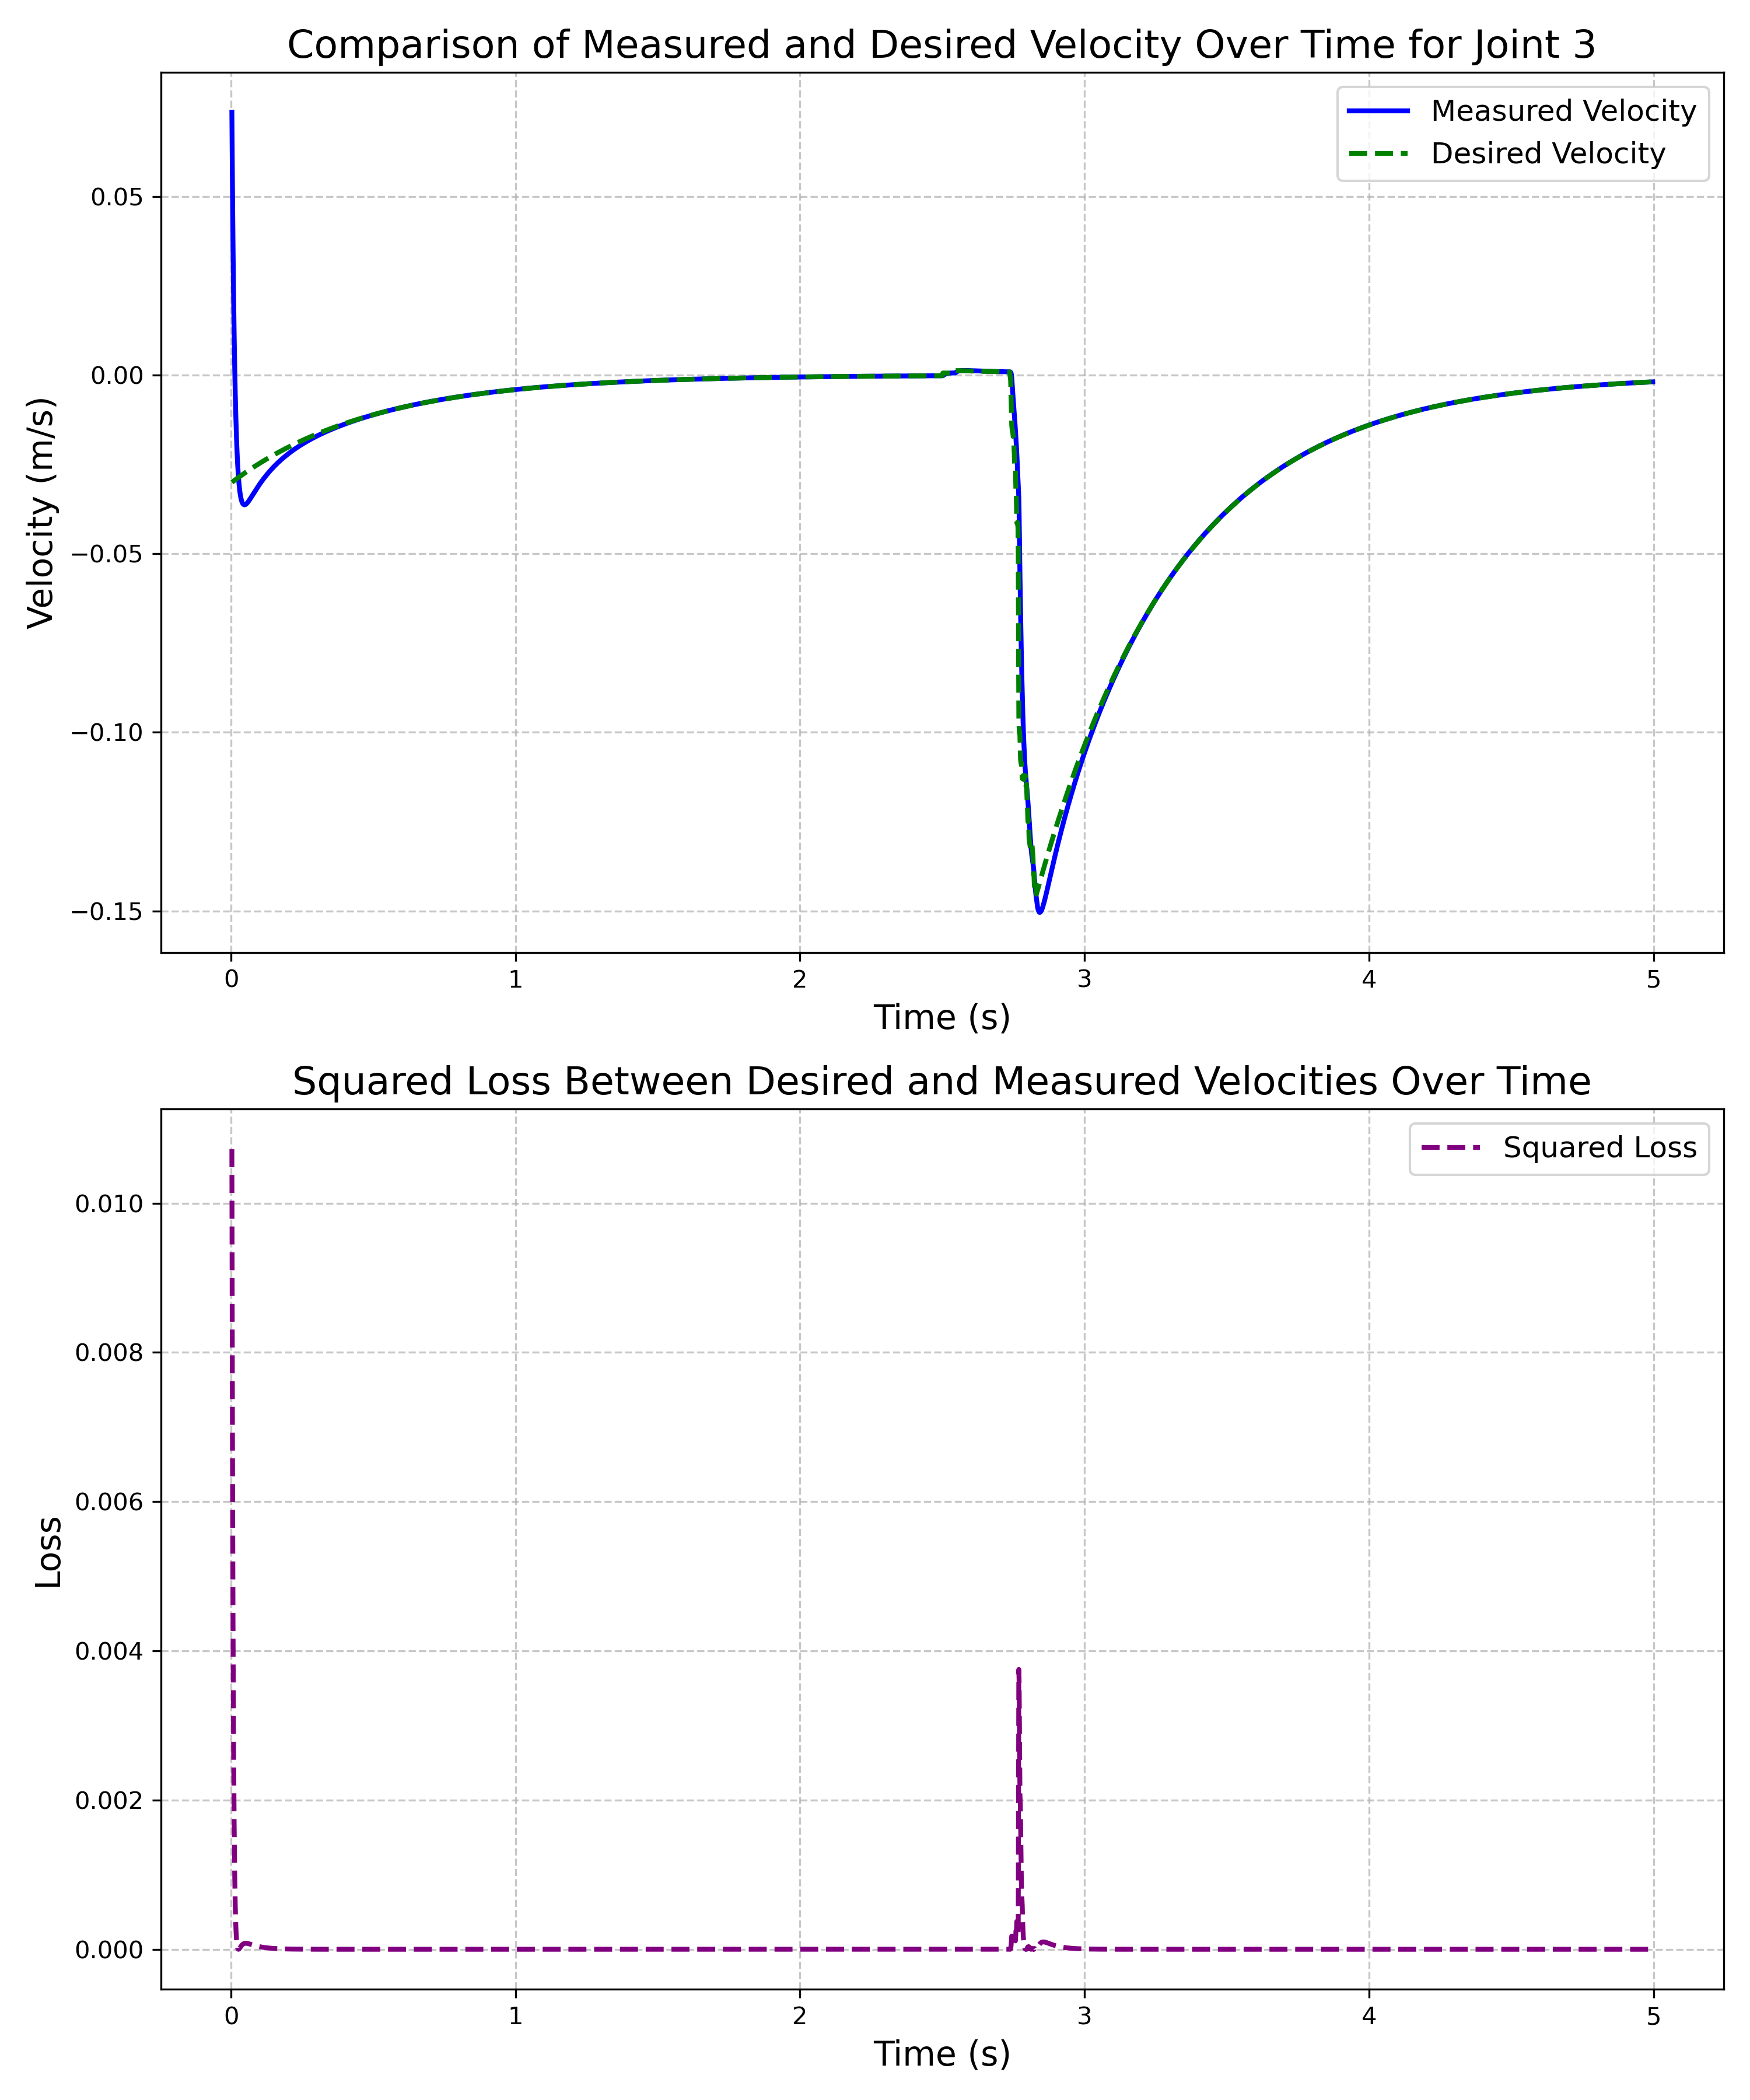 Comparison of Measured and Desired Velocity Over Time for Joint 3
Measured Velocity
Desired Velocity
Velocity (m/s)
0.05
0.00
−0.05
−0.10
−0.15
0 1 2 3 4 5
Time (s)
Squared Loss Between Desired and Measured Velocities Over Time
Squared Loss
Loss
0.010
0.008
0.006
0.004
0.002
0.000
0 1 2 3 4 5
Time (s)